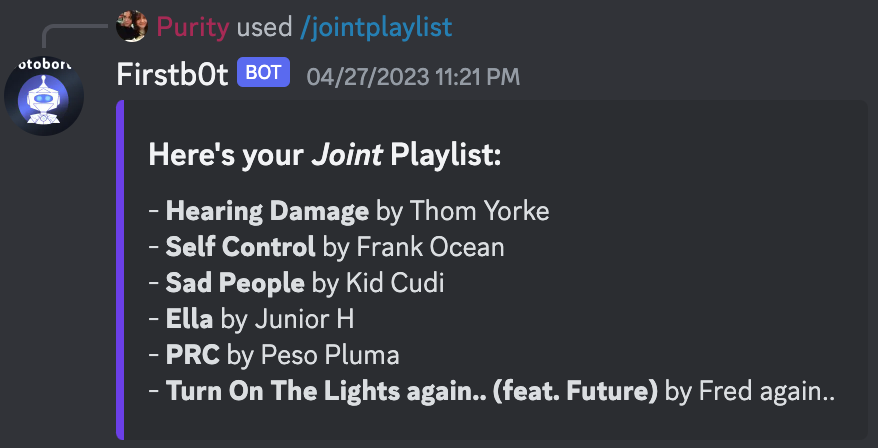 Purity used /jointplaylist
Firstb0t BOT 04/27/2023 11:21 PM
Here's your Joint Playlist:
- Hearing Damage by Thom Yorke
- Self Control by Frank Ocean
- Sad People by Kid Cudi
- Ella by Junior H
- PRC by Peso Pluma
- Turn On The Lights again.. (feat. Future) by Fred again..